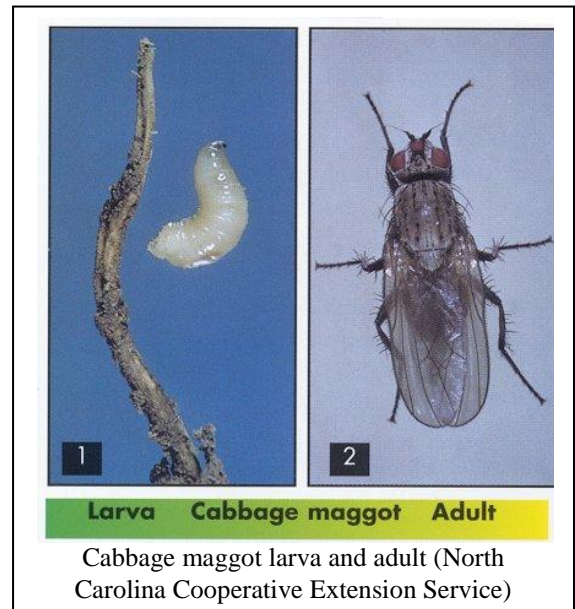 1
2
Larva Cabbage maggot Adult
Cabbage maggot larva and adult (North
Carolina Cooperative Extension Service)